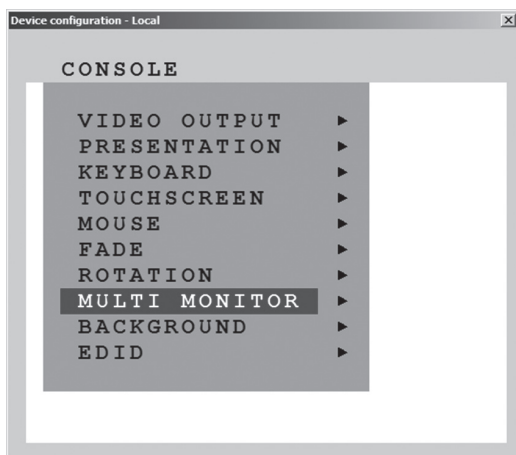 Device configuration - Local
CONSOLE
VIDEO OUTPUT
PRESENTATION
KEYBOARD
TOUCHSCREEN
MOUSE
FADE
ROTATION
MULTI MONITOR
BACKGROUND
EDID